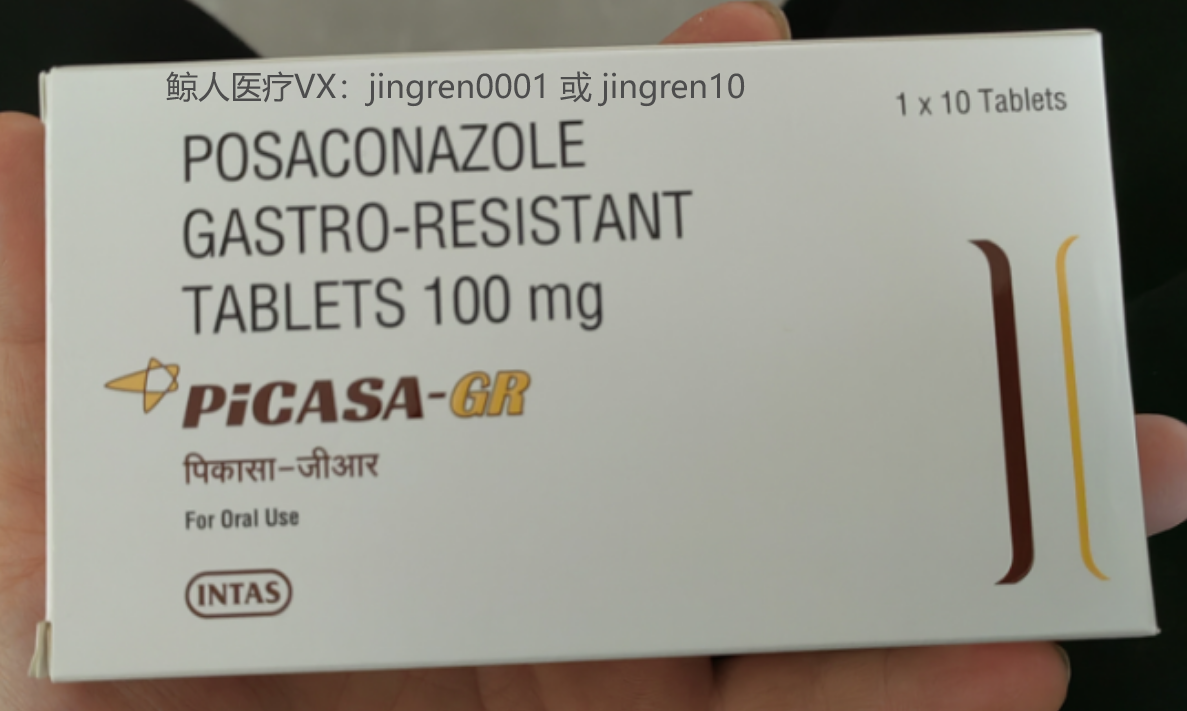 鲸人医疗VX：jingren0001 或 jingren10
1 x 10 Tablets
POSACONAZOLE
GASTRO-RESISTANT
TABLETS 100 mg
PiCASA-GR
पिकासा-जीआर
For Oral Use
INTAS